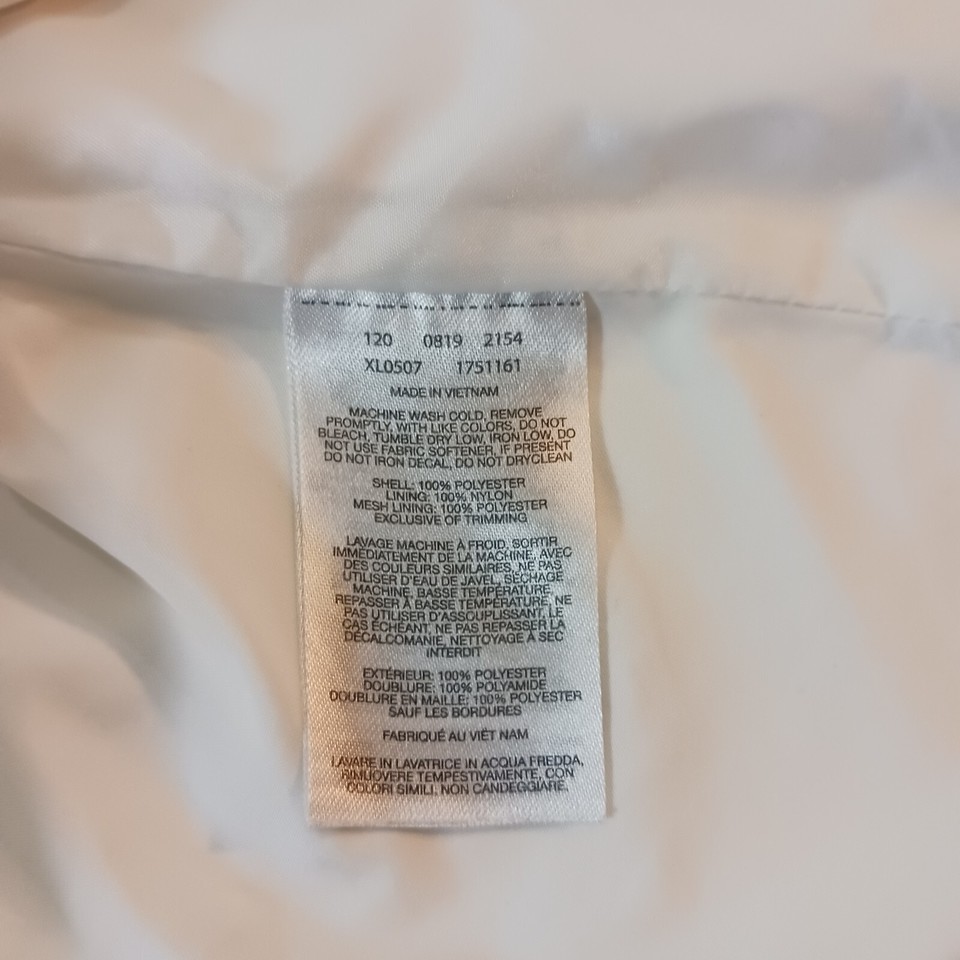 120 0819 2154
XL0507 1751161
MADE IN VIETNAM
MACHINE WASH COLD, REMOVE
PROMPTLY, WITH LIKE COLORS, DO NOT
BLEACH, TUMBLE DRY LOW, IRON LOW, DO
NOT USE FABRIC SOFTENER, IF PRESENT
DO NOT IRON DECAL, DO NOT DRYCLEAN
SHELL: 100% POLYESTER
LINING: 100% NYLON
MESH LINING: 100% POLYESTER
EXCLUSIVE OF TRIMMING
LAVAGE MACHINE À FROID, SORTIR
IMMÉDIATEMENT DE LA MACHINE, AVEC
DES COULEURS SIMILAIRES, NE PAS
UTILISER D'EAU DE JAVEL, SÉCHAGE
MACHINE, BASSE TEMPÉRATURE,
REPASSER À BASSE TEMPÉRATURE, NE
PAS UTILISER D'ASSOUPLISSANT, LE
CAS ÉCHÉANT, NE PAS REPASSER LA
DÉCALCOMANIE, NETTOYAGE À SEC
INTERDIT
EXTÉRIEUR: 100% POLYESTER
DOUBLURE: 100% POLYAMIDE
DOUBLURE EN MAILLE: 100% POLYESTER
SAUF LES BORDURES
FABRIQUÉ AU VIÊT NAM
LAVARE IN LAVATRICE IN ACQUA FREDDA,
RIMUOVERE TEMPESTIVAMENTE, CON
COLORI SIMILI, NON CANDEGGIARE,